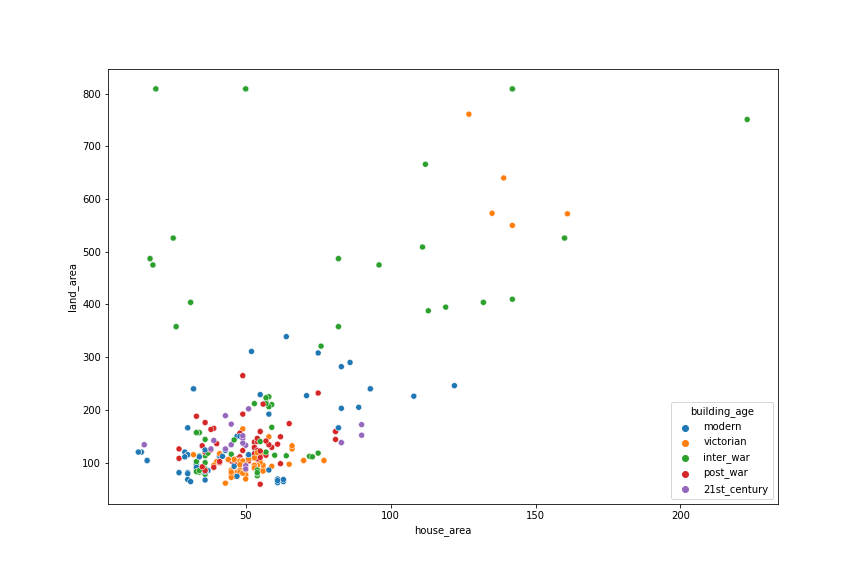 800
700
600
500
400
300
200
100
land_area
50
100
150
200
house_area
building_age
modern
victorian
inter_war
post_war
21st_century